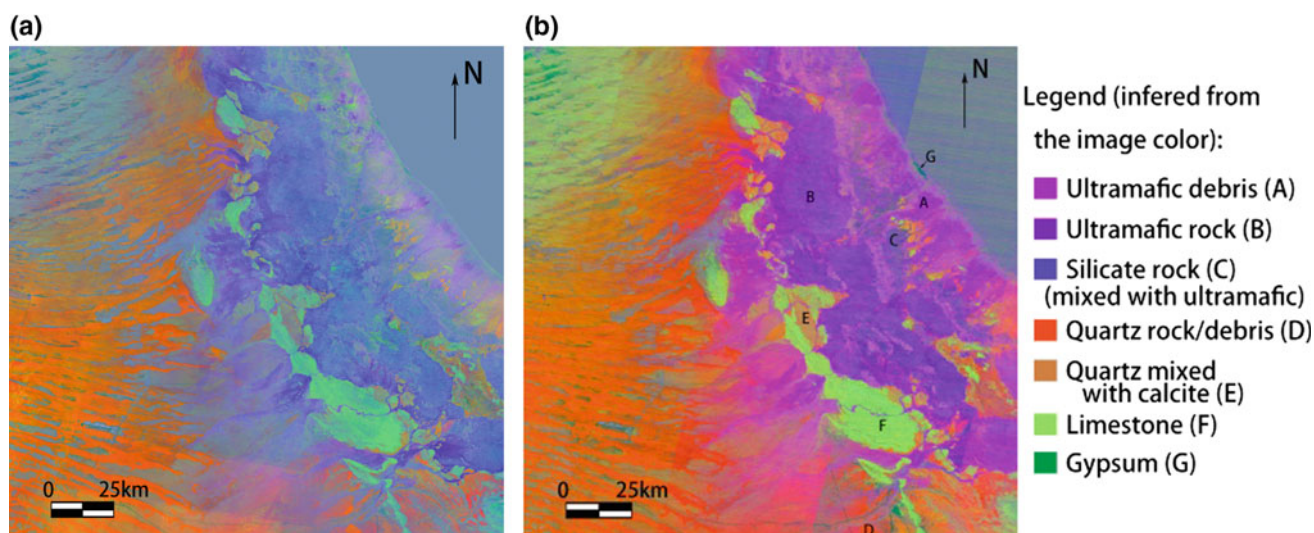 (a)
N
0 25km
(b)
N
G
A
B
C
E
F
D
0 25km
Legend (infered from
the image color):
Ultramafic debris (A)
Ultramafic rock (B)
Silicate rock (C)
(mixed with ultramafic)
Quartz rock/debris (D)
Quartz mixed
with calcite (E)
Limestone (F)
Gypsum (G)